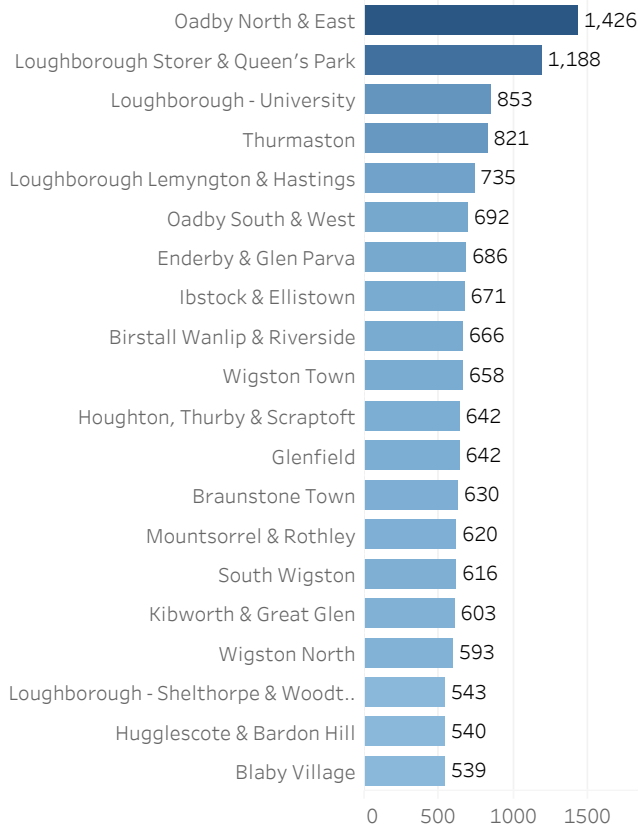 Oadby North & East 1,426
Loughborough Storer & Queen's Park 1,188
Loughborough - University 853
Thurmaston 821
Loughborough Lemyngton & Hastings 735
Oadby South & West 692
Enderby & Glen Parva 686
Ibstock & Ellistown 671
Birstall Wanlip & Riverside 666
Wigston Town 658
Houghton, Thurby & Scraptoft 642
Glenfield 642
Braunstone Town 630
Mountsorrel & Rothley 620
South Wigston 616
Kibworth & Great Glen 603
Wigston North 593
Loughborough - Shelthorpe & Woodt.. 543
Hugglescote & Bardon Hill 540
Blaby Village 539
0 500 1000 1500